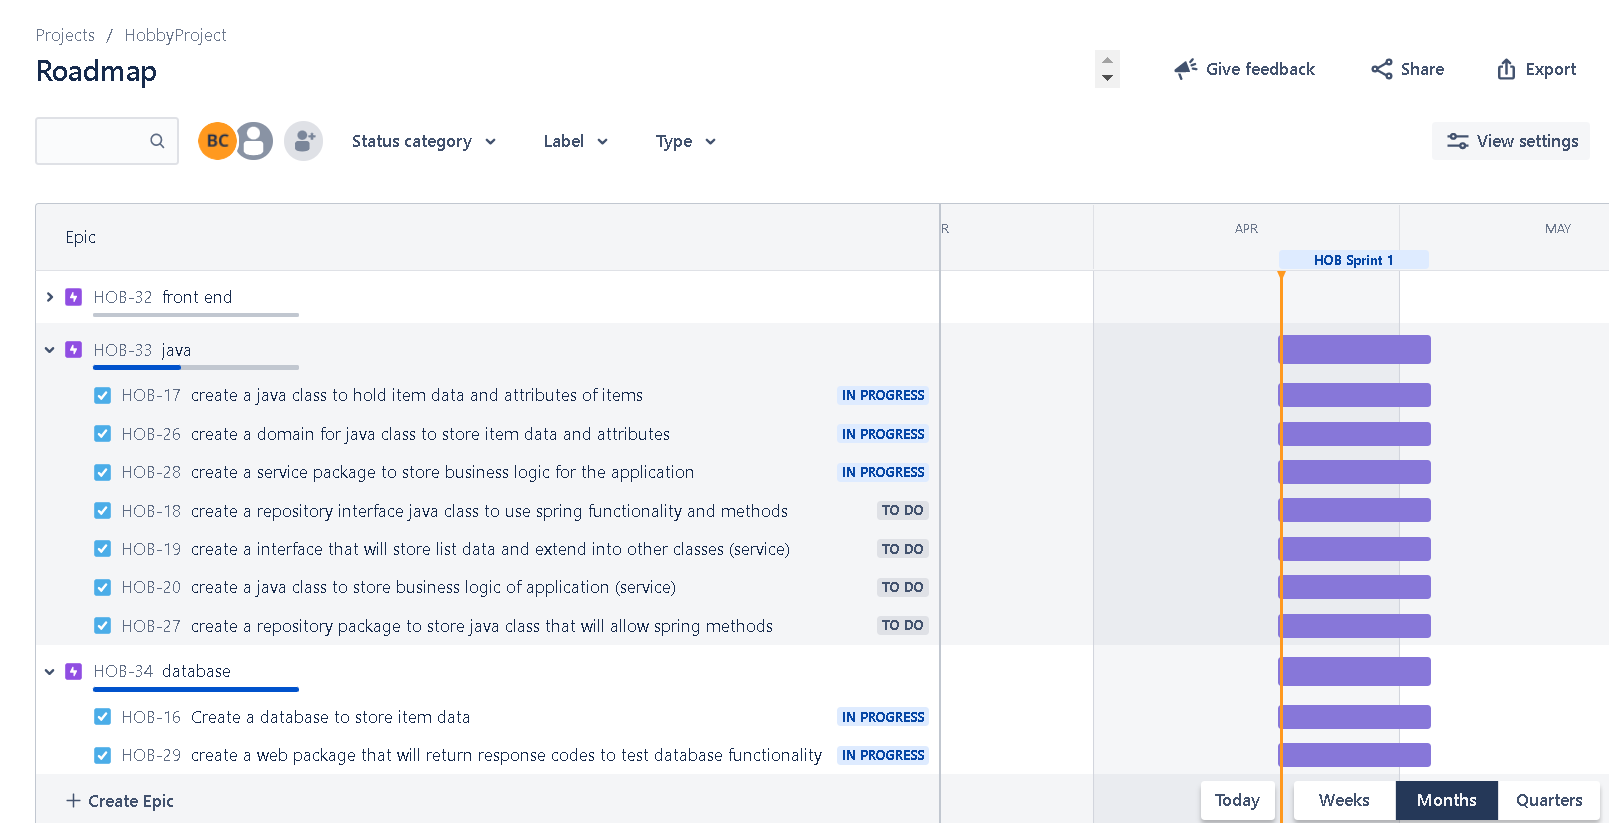 Projects / HobbyProject
Roadmap
Give feedback
Share
Export
BC
Status category
Label
Type
View settings
Epic
R
APR
MAY
HOB Sprint 1
HOB-32 front end
HOB-33 java
HOB-17 create a java class to hold item data and attributes of items IN PROGRESS
HOB-26 create a domain for java class to store item data and attributes IN PROGRESS
HOB-28 create a service package to store business logic for the application IN PROGRESS
HOB-18 create a repository interface java class to use spring functionality and methods TO DO
HOB-19 create a interface that will store list data and extend into other classes (service) TO DO
HOB-20 create a java class to store business logic of application (service) TO DO
HOB-27 create a repository package to store java class that will allow spring methods TO DO
HOB-34 database
HOB-16 Create a database to store item data IN PROGRESS
HOB-29 create a web package that will return response codes to test database functionality IN PROGRESS
+ Create Epic
Today
Weeks
Months
Quarters